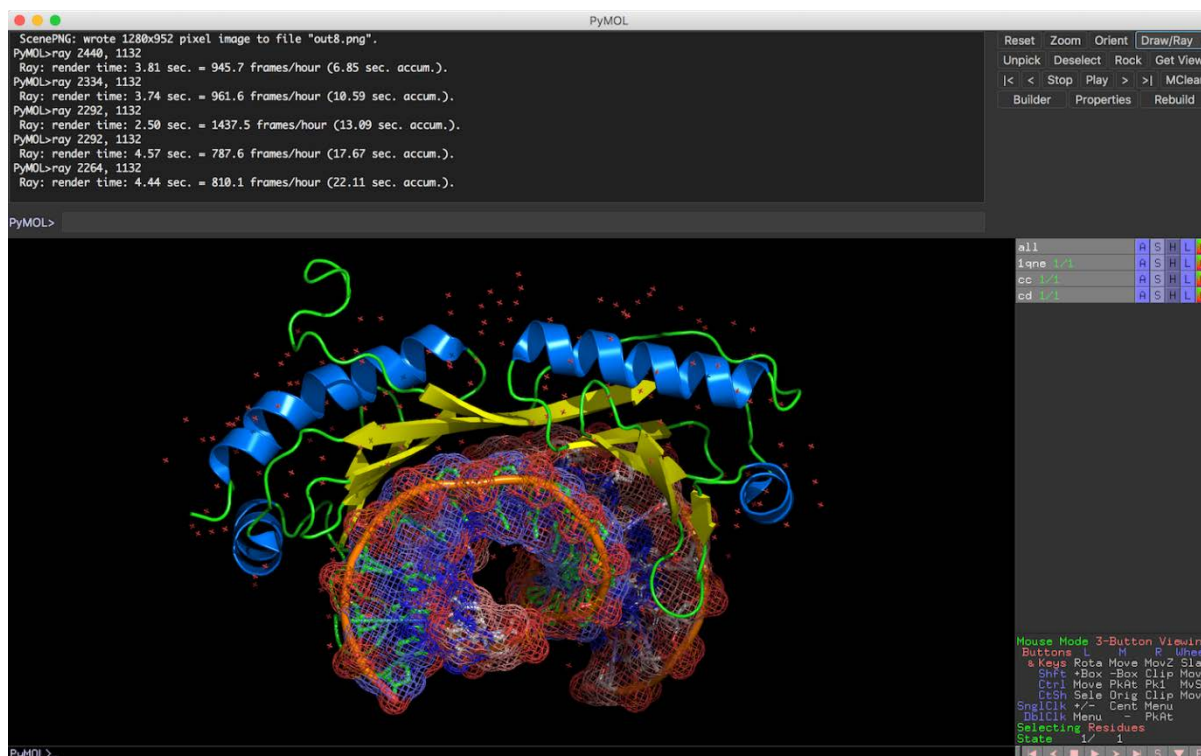 PyMOL
ScenePNG: wrote 1280x952 pixel image to file "out8.png".
PyMOL>ray 2440, 1132
Ray: render time: 3.81 sec. = 945.7 frames/hour (6.85 sec. accum.).
PyMOL>ray 2334, 1132
Ray: render time: 3.74 sec. = 961.6 frames/hour (10.59 sec. accum.).
PyMOL>ray 2292, 1132
Ray: render time: 2.50 sec. = 1437.5 frames/hour (13.09 sec. accum.).
PyMOL>ray 2292, 1132
Ray: render time: 4.57 sec. = 787.6 frames/hour (17.67 sec. accum.).
PyMOL>ray 2264, 1132
Ray: render time: 4.44 sec. = 810.1 frames/hour (22.11 sec. accum.).
PyMOL>
Reset Zoom Orient Draw/Ray
Unpick Deselect Rock Get View
|< < Stop Play > >| MClear
Builder Properties Rebuild
all A S H L
1qne 1/1 A S H L
cc 1/1 A S H L
cd 1/1 A S H L
Mouse Mode 3-Button Viewin
Buttons L M R Whee
& Keys Rota Move MovZ Sla
Shft +Box -Box Clip Mov
Ctrl Move PkAt Pk1 MvS
CtSh Sele Orig Clip Mov
SnglClk +/- Cent Menu
DblClk Menu - PkAt
Selecting Residues
State 1/ 1
PyMOL>
|◀ ◀ ■ ▶ ▶ ▶| S ▼ F